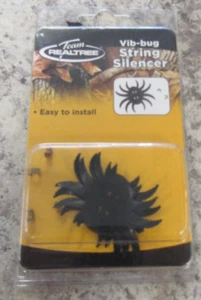 Team
REALTREE
Vib-bug
String
Silencer
• Easy to install